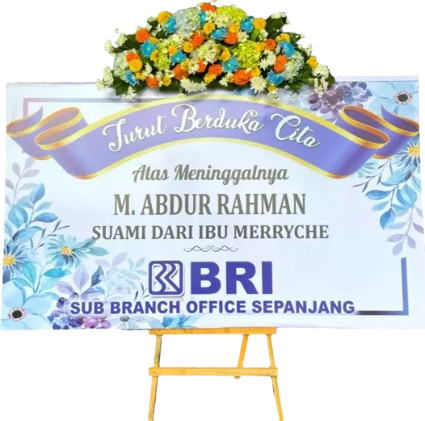 Turut Berduka Cita
Atas Meninggalnya
M. ABDUR RAHMAN
SUAMI DARI IBU MERRYCHE
BRI
SUB BRANCH OFFICE SEPANJANG